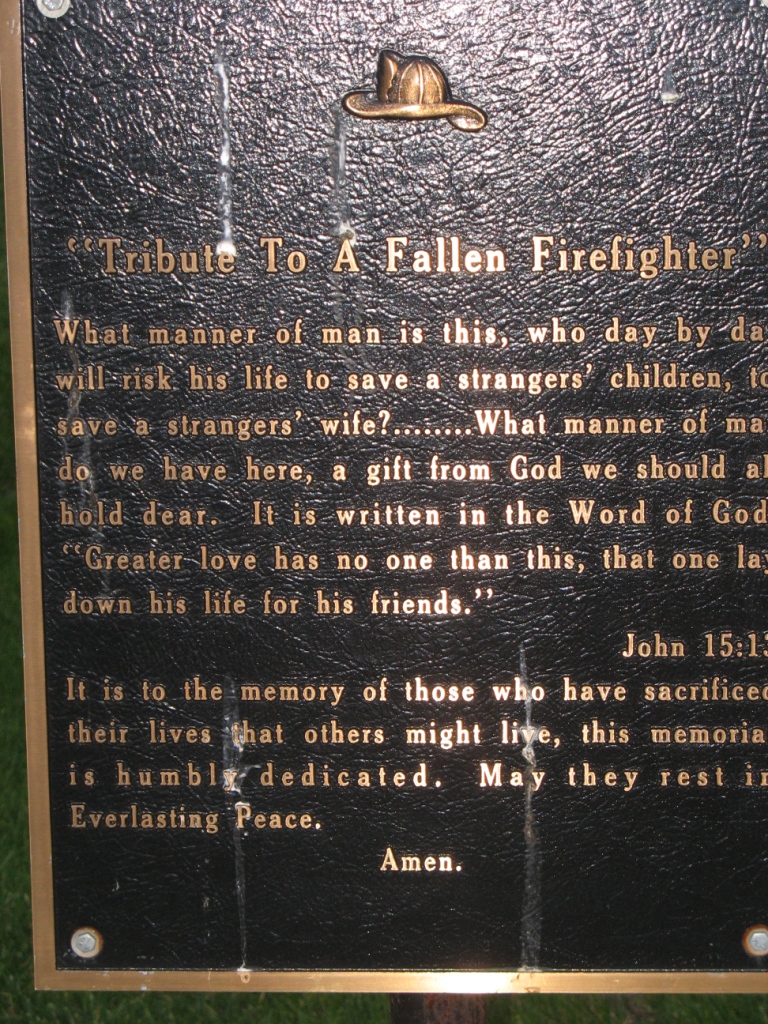 “Tribute To A Fallen Firefighter”
What manner of man is this, who day by da
will risk his life to save a strangers’ children, to
save a strangers’ wife?........What manner of ma
do we have here, a gift from God we should al
hold dear. It is written in the Word of God
“Greater love has no one than this, that one lay
down his life for his friends.”
John 15:13
It is to the memory of those who have sacrificed
their lives that others might live, this memoria
is humbly dedicated. May they rest in
Everlasting Peace.
Amen.